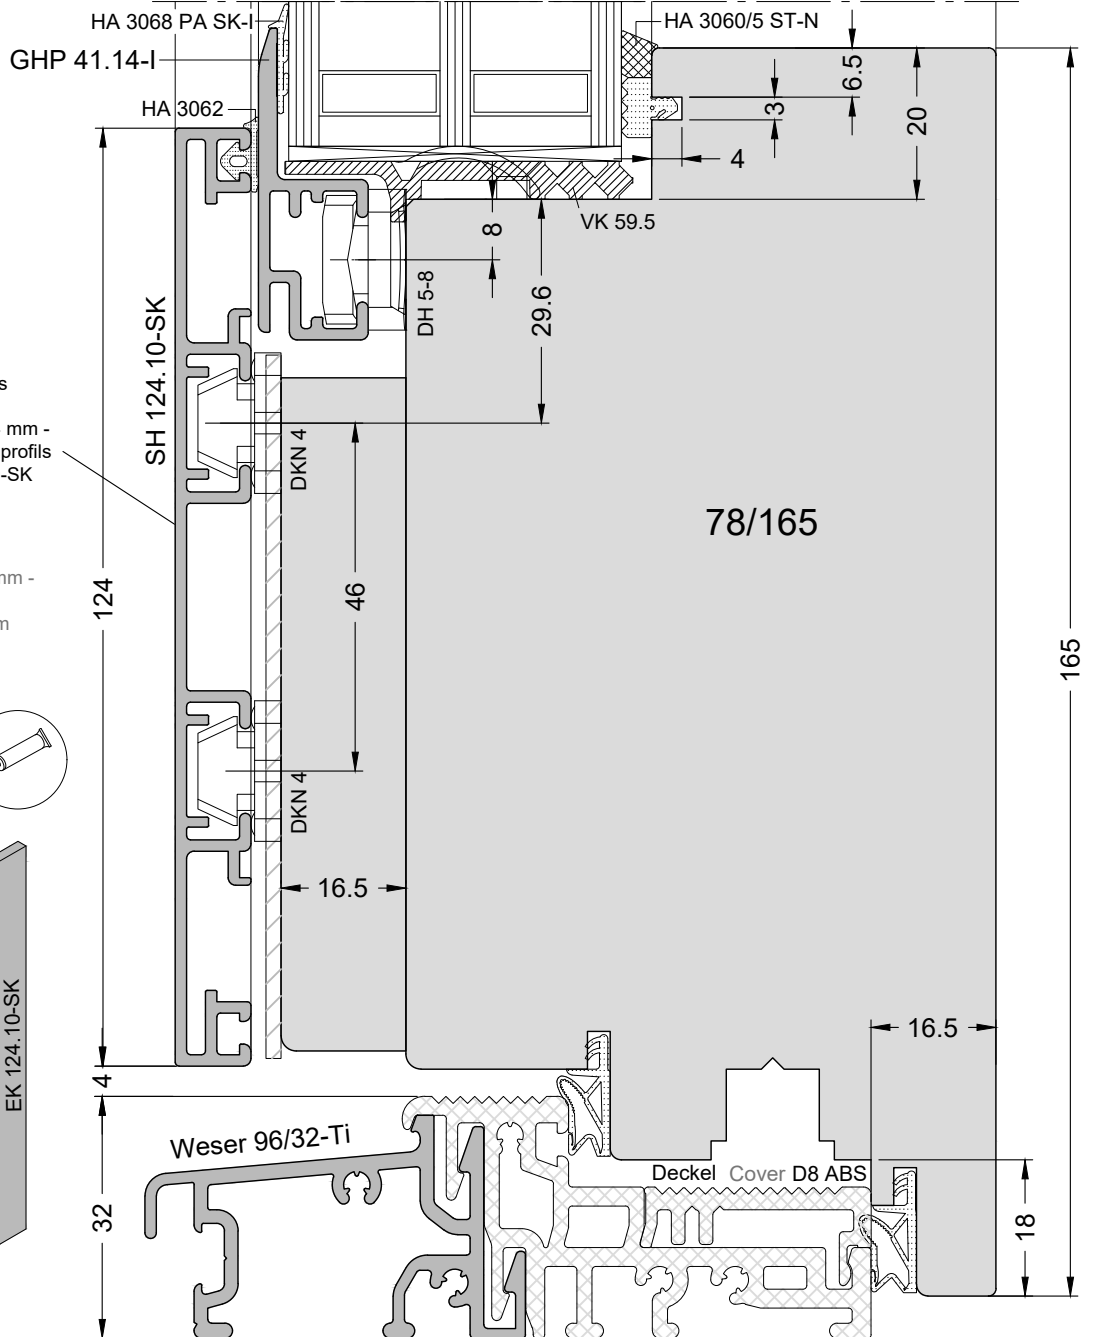 HA 3068 PA SK-I
HA 3060/5 ST-N
GHP 41.14-I
6.5
HA 3062
3
20
4
VK 59.5
8
DH 5-8
29.6
SH 124.10-SK
s
mm -
profils
-SK
DKN 4
78/165
mm -
124
46
m
165
DKN 4
16.5
EK 124.10-SK
16.5
4
Weser 96/32-Ti
Deckel Cover D8 ABS
32
18